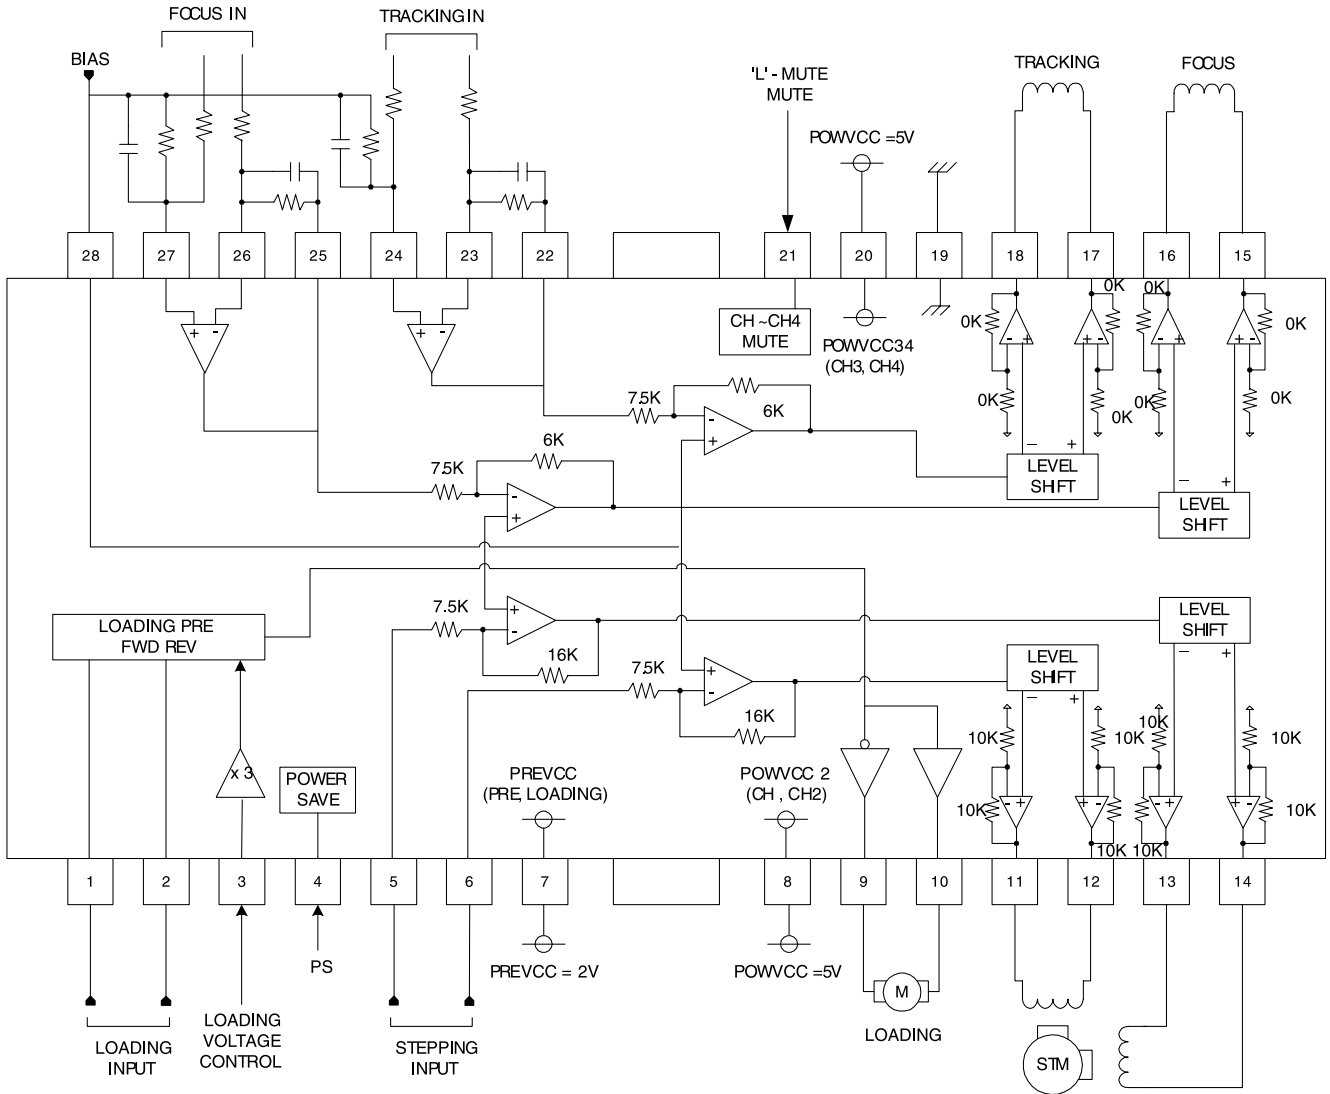 FOCUS IN
TRACKING IN
BIAS
'L' - MUTE
MUTE
TRACKING
FOCUS
POWVCC =5V
28
27
26
25
24
23
22
21
20
19
18
17
16
15
+ -
+ -
CH ~CH4
MUTE
POWVCC34
(CH3, CH4)
0K
0K
0K
0K
- +
+ -
- +
+ -
0K
0K
0K
0K
7.5K
6K
-
+
- +
LEVEL
SHIFT
7.5K
6K
-
+
- +
LEVEL
SHIFT
LOADING PRE
FWD REV
7.5K
+
-
16K
LEVEL
SHIFT
- +
7.5K
+
-
16K
LEVEL
SHIFT
- +
x 3
POWER
SAVE
PREVCC
(PRE, LOADING)
POWVCC 2
(CH , CH2)
10K
10K
10K
10K
10K
10K
10K
10K
- +
+ -
- +
+ -
1
2
3
4
5
6
7
8
9
10
11
12
13
14
PS
PREVCC = 2V
POWVCC =5V
M
LOADING
LOADING
INPUT
LOADING
VOLTAGE
CONTROL
STEPPING
INPUT
STM